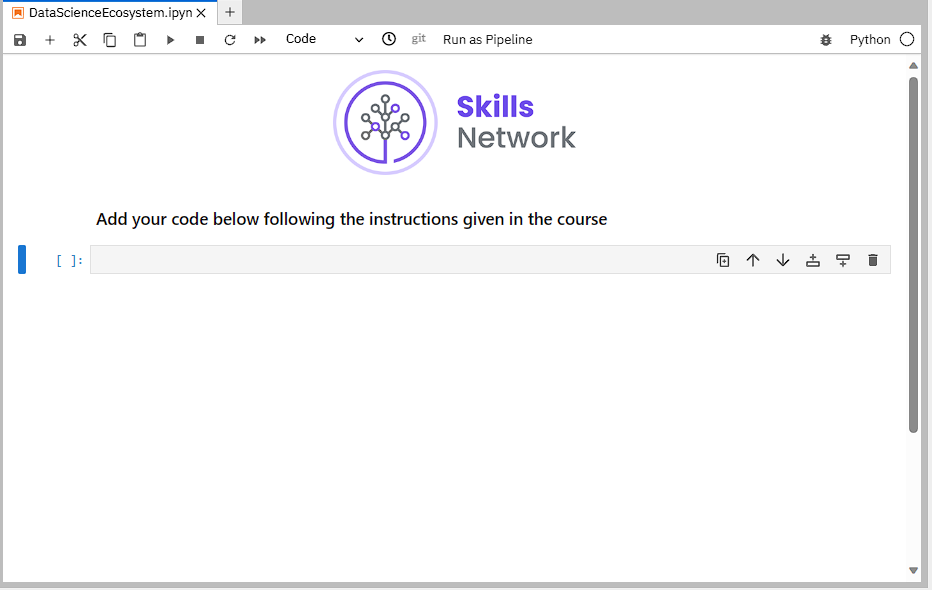 DataScienceEcosystem.ipyn
Code git Run as Pipeline Python
Skills
Network
Add your code below following the instructions given in the course
[ ]: